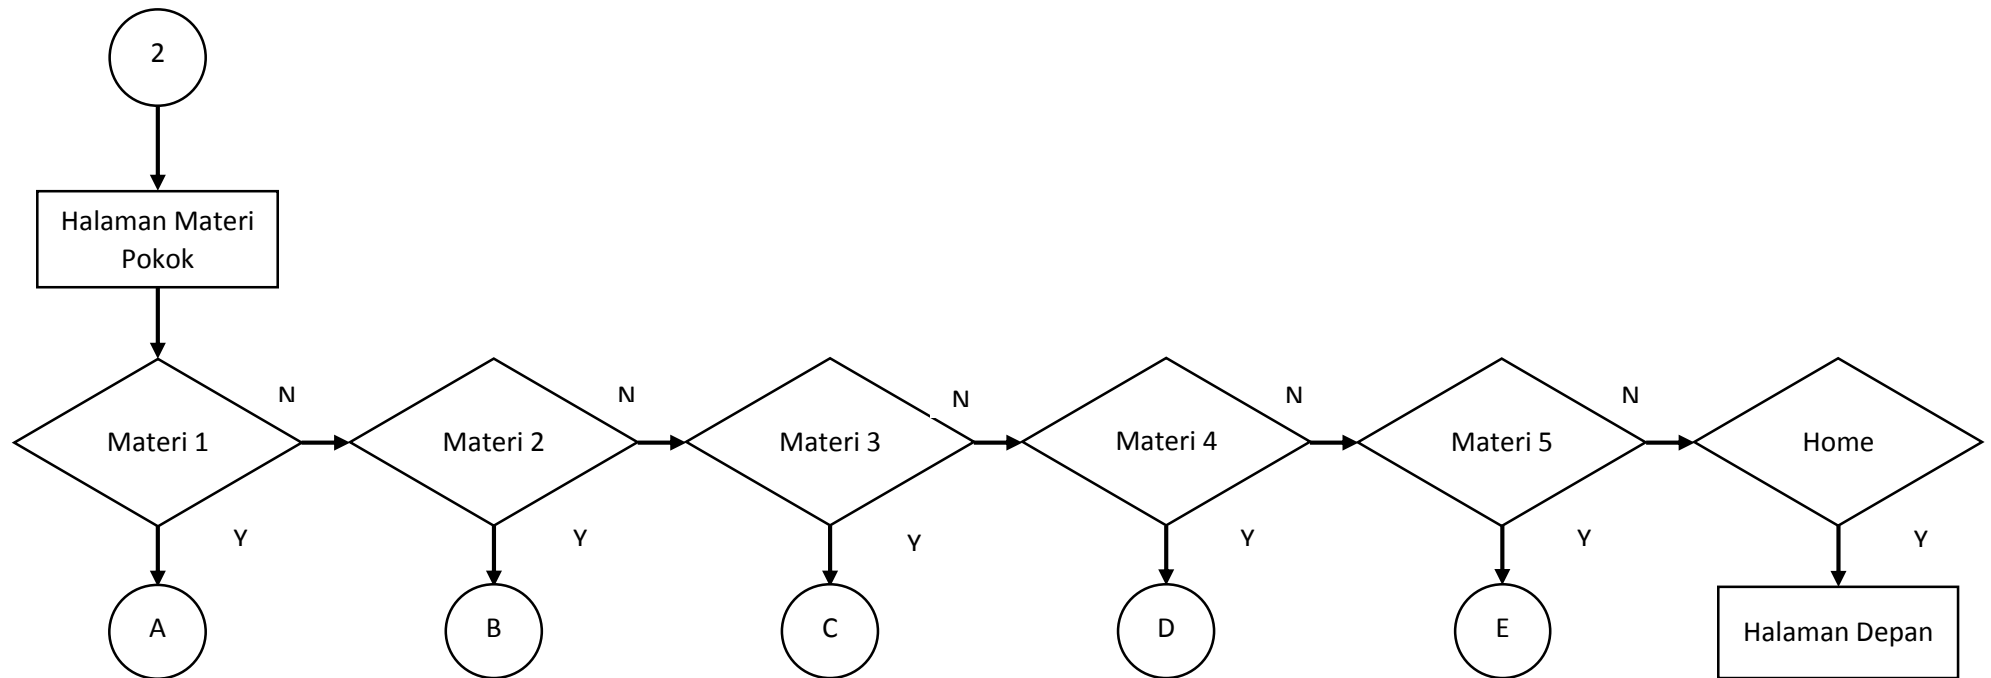 2
Halaman Materi
Pokok
N
N
N
N
N
Materi 1
Materi 2
Materi 3
Materi 4
Materi 5
Home
Y
Y
Y
Y
Y
Y
A
B
C
D
E
Halaman Depan